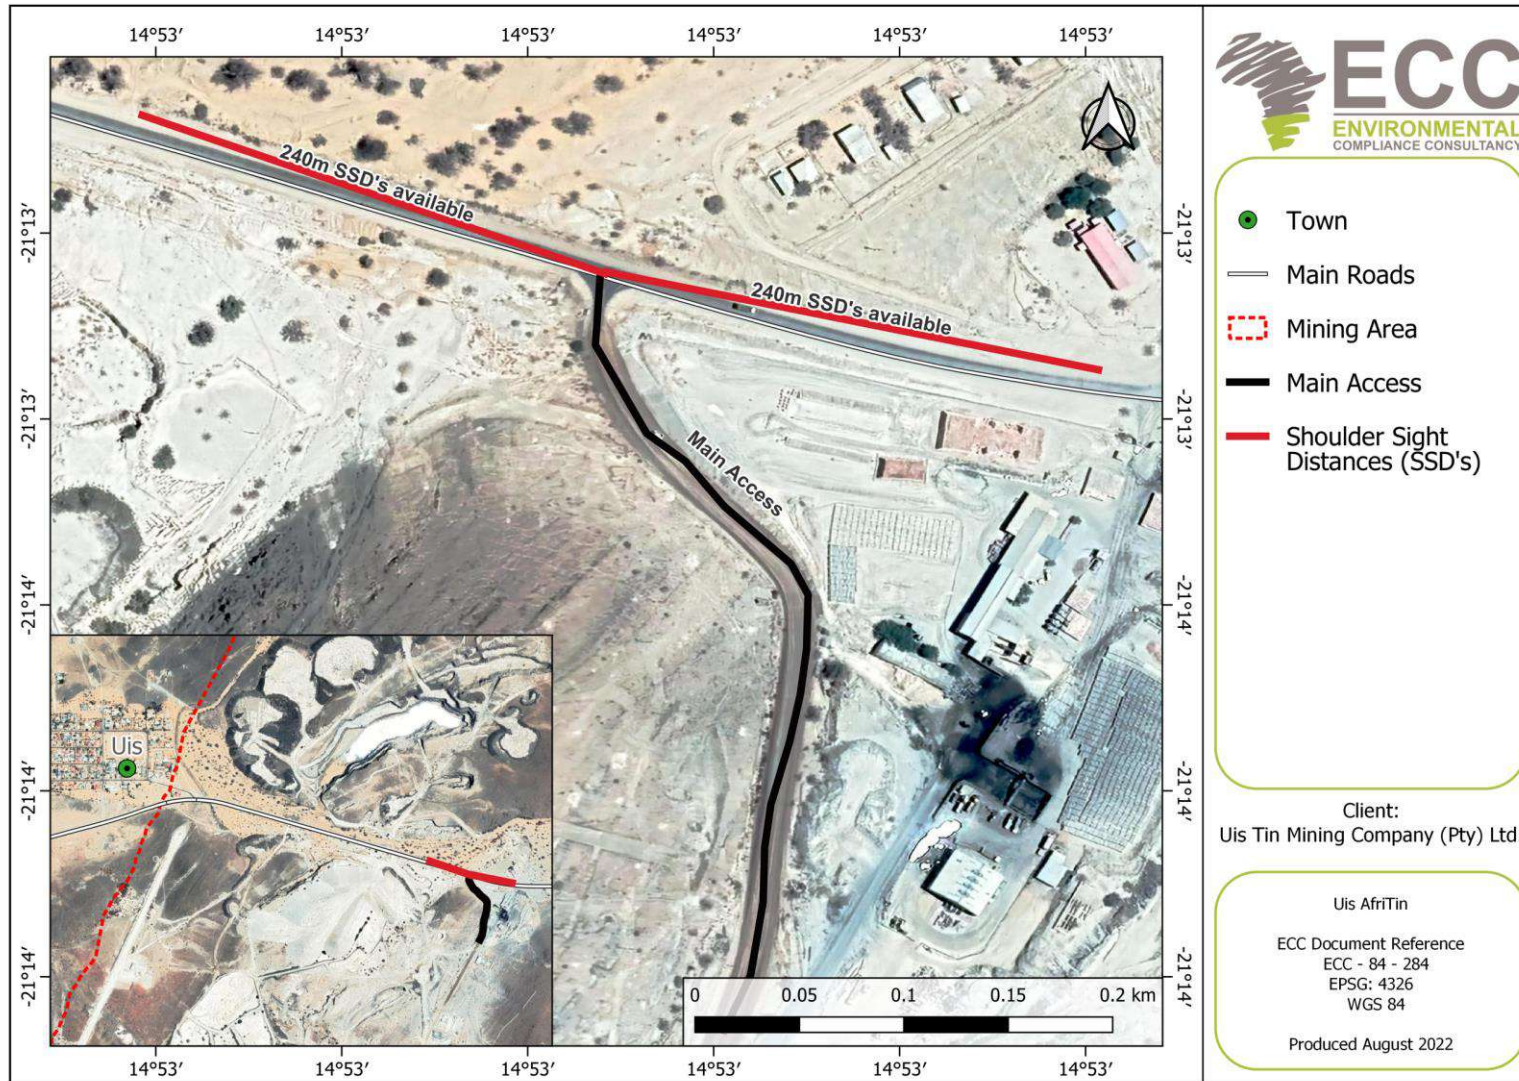 14°53' 14°53' 14°53' 14°53' 14°53' 14°53'
ECC
ENVIRONMENTAL
COMPLIANCE CONSULTANCY
240m SSD's available
240m SSD's available
Main Access
-21°13'
-21°13'
-21°14'
-21°14'
-21°14'
-21°13'
-21°13'
-21°14'
-21°14'
-21°14'
Uis
0 0.05 0.1 0.15 0.2 km
14°53' 14°53' 14°53' 14°53' 14°53' 14°53'
Town
Main Roads
Mining Area
Main Access
Shoulder Sight
Distances (SSD's)
Client:
Uis Tin Mining Company (Pty) Ltd
Uis AfriTin
ECC Document Reference
ECC - 84 - 284
EPSG: 4326
WGS 84
Produced August 2022